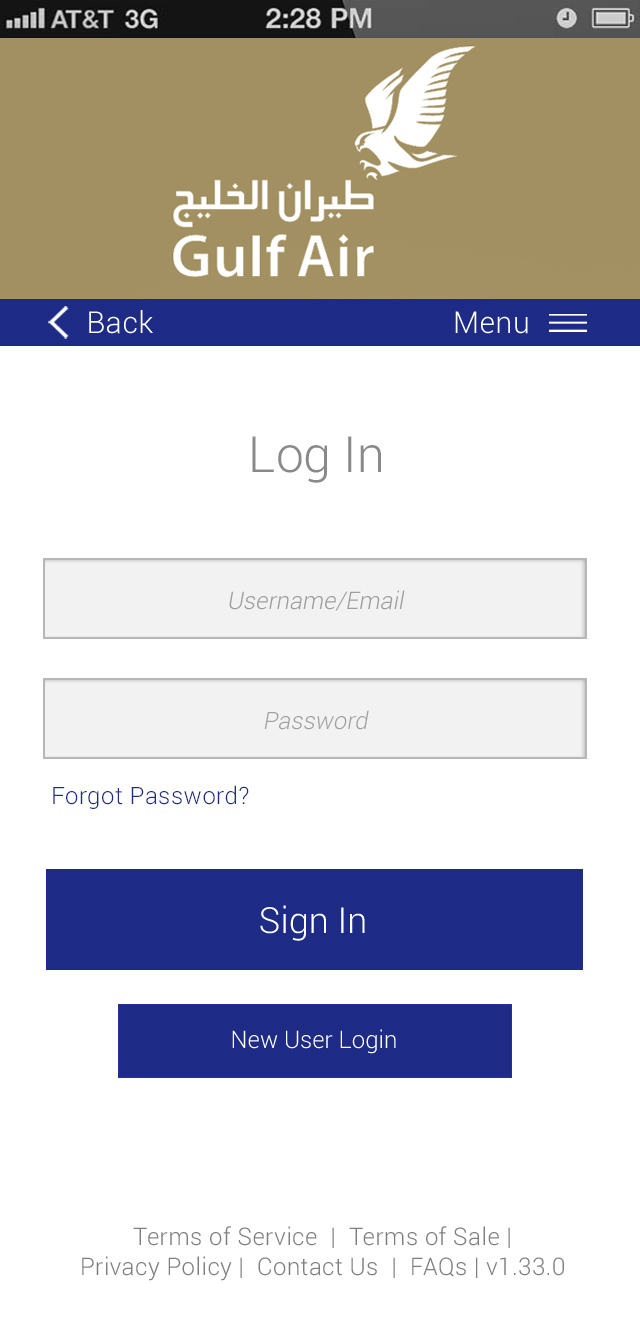 AT&T 3G 2:28 PM
طيران الخليج
Gulf Air
Back Menu
Log In
Username/Email
Password
Forgot Password?
Sign In
New User Login
Terms of Service | Terms of Sale |
Privacy Policy | Contact Us | FAQs | v1.33.0